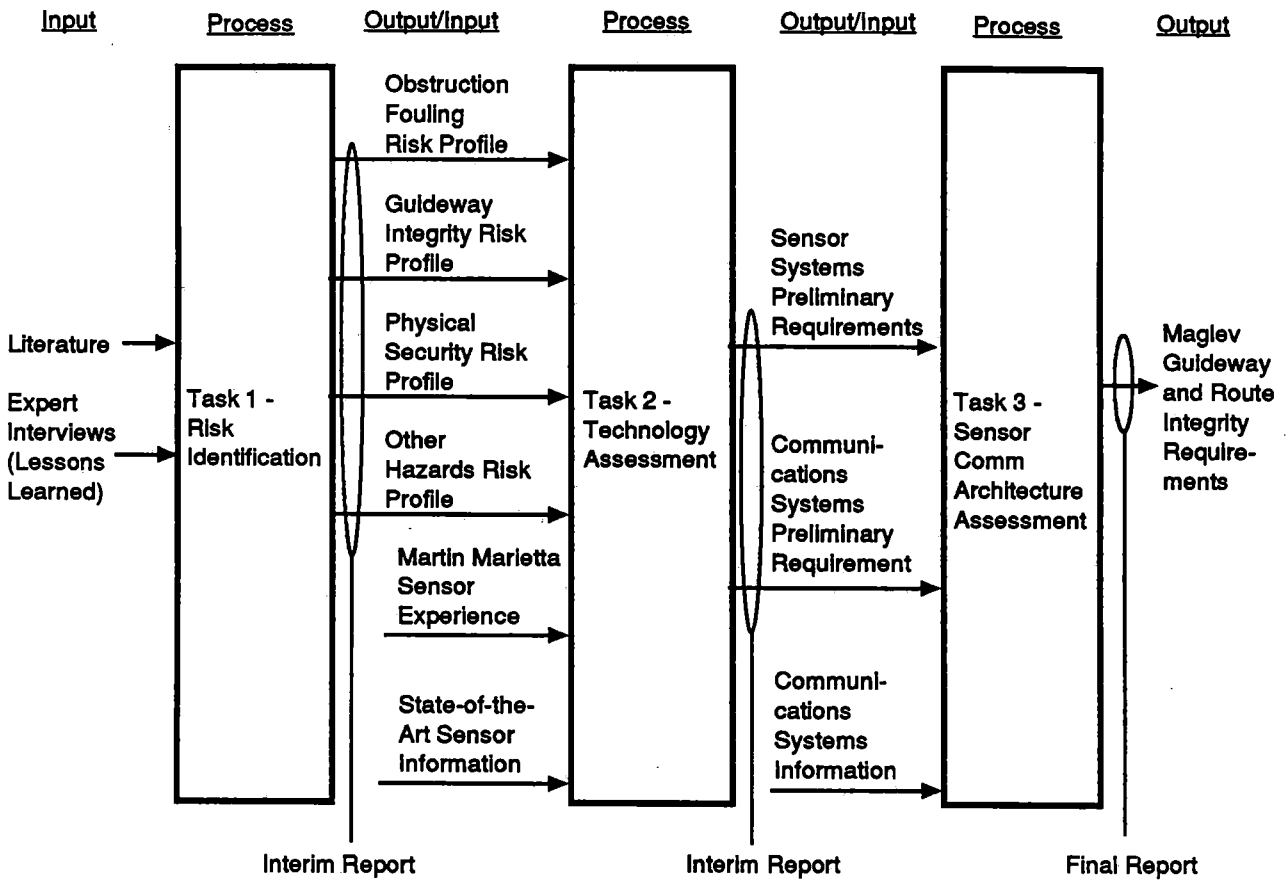 Input
Process
Output/Input
Process
Output/Input
Process
Output
Literature
Expert
Interviews
(Lessons
Learned)
Task 1 -
Risk
Identification
Obstruction
Fouling
Risk Profile
Guideway
Integrity Risk
Profile
Physical
Security Risk
Profile
Other
Hazards Risk
Profile
Martin Marietta
Sensor
Experience
State-of-the-
Art Sensor
Information
Task 2 -
Technology
Assessment
Sensor
Systems
Preliminary
Requirements
Communi-
cations
Systems
Preliminary
Requirement
Communi-
cations
Systems
Information
Task 3 -
Sensor
Comm
Architecture
Assessment
Maglev
Guideway
and Route
Integrity
Require-
ments
Interim Report
Interim Report
Final Report